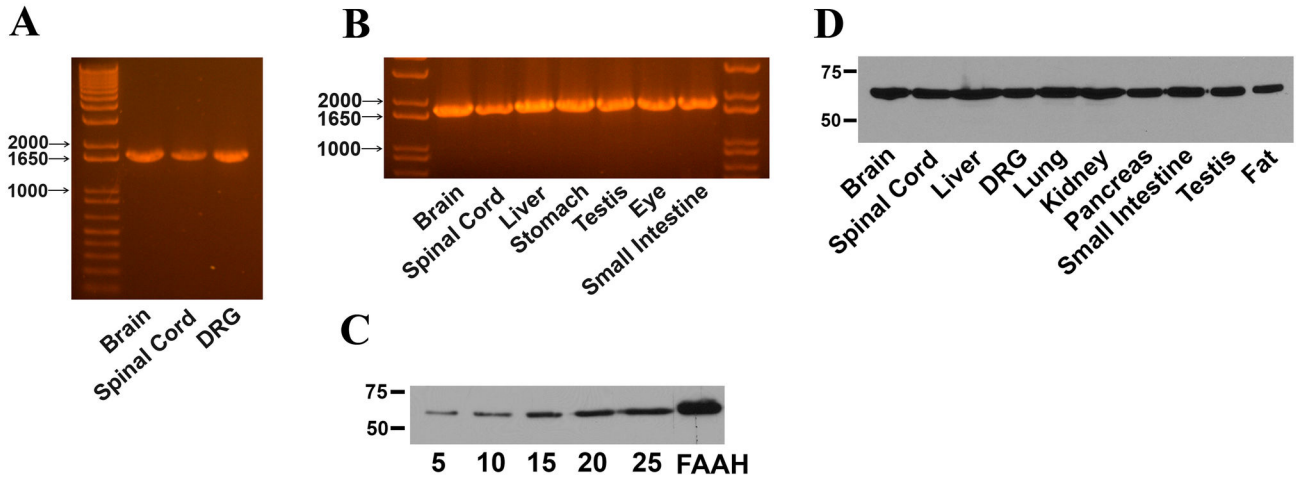 A
2000
1650
1000
Brain
Spinal Cord
DRG
B
2000
1650
1000
Brain
Spinal Cord
Liver
Stomach
Testis
Eye
Small Intestine
C
75
50
5 10 15 20 25 FAAH
D
75
50
Brain
Spinal Cord
Liver
DRG
Lung
Kidney
Pancreas
Small Intestine
Testis
Fat